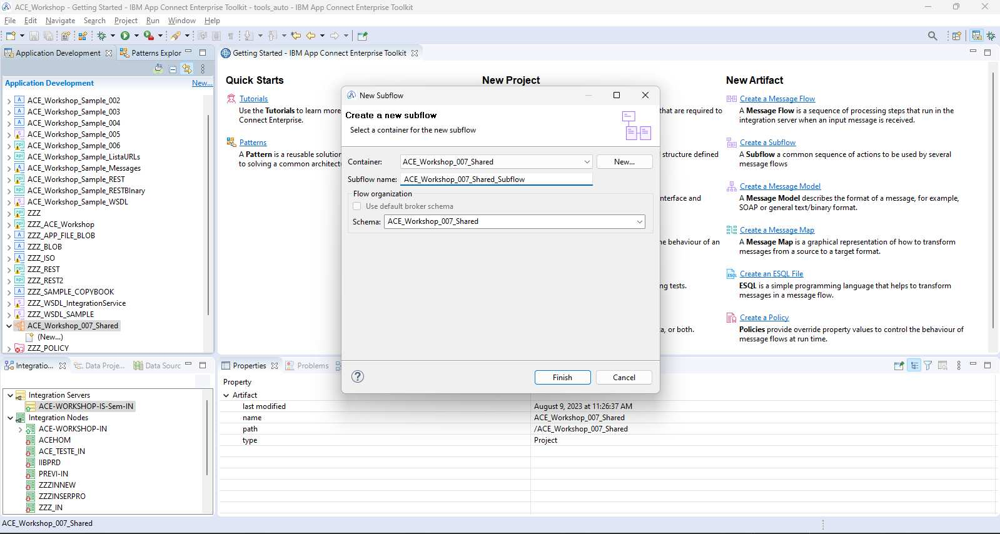 ACE_Workshop - Getting Started - IBM App Connect Enterprise Toolkit - tools_auto - IBM App Connect Enterprise Toolkit
File Edit Navigate Search Project Run Window Help
Application Development
Patterns Explor
Getting Started - IBM App Connect Enterprise Toolkit
Application Development New...
ACE_Workshop_Sample_002
ACE_Workshop_Sample_003
ACE_Workshop_Sample_004
ACE_Workshop_Sample_005
ACE_Workshop_Sample_006
ACE_Workshop_Sample_ListaURLs
ACE_Workshop_Sample_Messages
ACE_Workshop_Sample_REST
ACE_Workshop_Sample_RESTBInary
ACE_Workshop_Sample_WSDL
ZZZ
ZZZ_ACE_Workshop
ZZZ_APP_FILE_BLOB
ZZZ_BLOB
ZZZ_ISO
ZZZ_REST
ZZZ_REST2
ZZZ_SAMPLE_COPYBOOK
ZZZ_WSDL_IntegrationService
ZZZ_WSDL_SAMPLE
ACE_Workshop_007_Shared
(New...)
ZZZ_POLICY
Quick Starts
Tutorials
Use the Tutorials to learn more
Connect Enterprise.
Patterns
A Pattern is a reusable solution
to solving a common architect
New Project
that are required to
structure defined
nterface and
he behaviour of an
ng tests.
a, or both.
New Artifact
Create a Message Flow
A Message Flow is a sequence of processing steps that run in the
integration server when an input message is received.
Create a Subflow
A Subflow a common sequence of actions to be used by several
message flows
Create a Message Model
A Message Model describes the format of a message, for example,
SOAP or general text/binary format.
Create a Message Map
A Message Map is a graphical representation of how to transform
messages from a source to a target format.
Create an ESQL File
ESQL is a simple programming language that helps to transform
messages in a message flow.
Create a Policy
Policies provide override property values to control the behaviour of
message flows at run time.
New Subflow
Create a new subflow
Select a container for the new subflow
Container: ACE_Workshop_007_Shared New...
Subflow name: ACE_Workshop_007_Shared_Subflow
Flow organization
Use default broker schema
Schema: ACE_Workshop_007_Shared
Finish Cancel
Integratio... Data Proje... Data Sourc
Integration Servers
ACE-WORKSHOP-IS-Sem-IN
Integration Nodes
ACE-WORKSHOP-IN
ACEHOM
ACE_TESTE_IN
IIBPRD
PREVI-IN
ZZZINNEW
ZZZINSERPRO
ZZZ_IN
Properties Problems
Property
Artifact
last modified August 9, 2023 at 11:26:37 AM
name ACE_Workshop_007_Shared
path /ACE_Workshop_007_Shared
type Project
ACE_Workshop_007_Shared